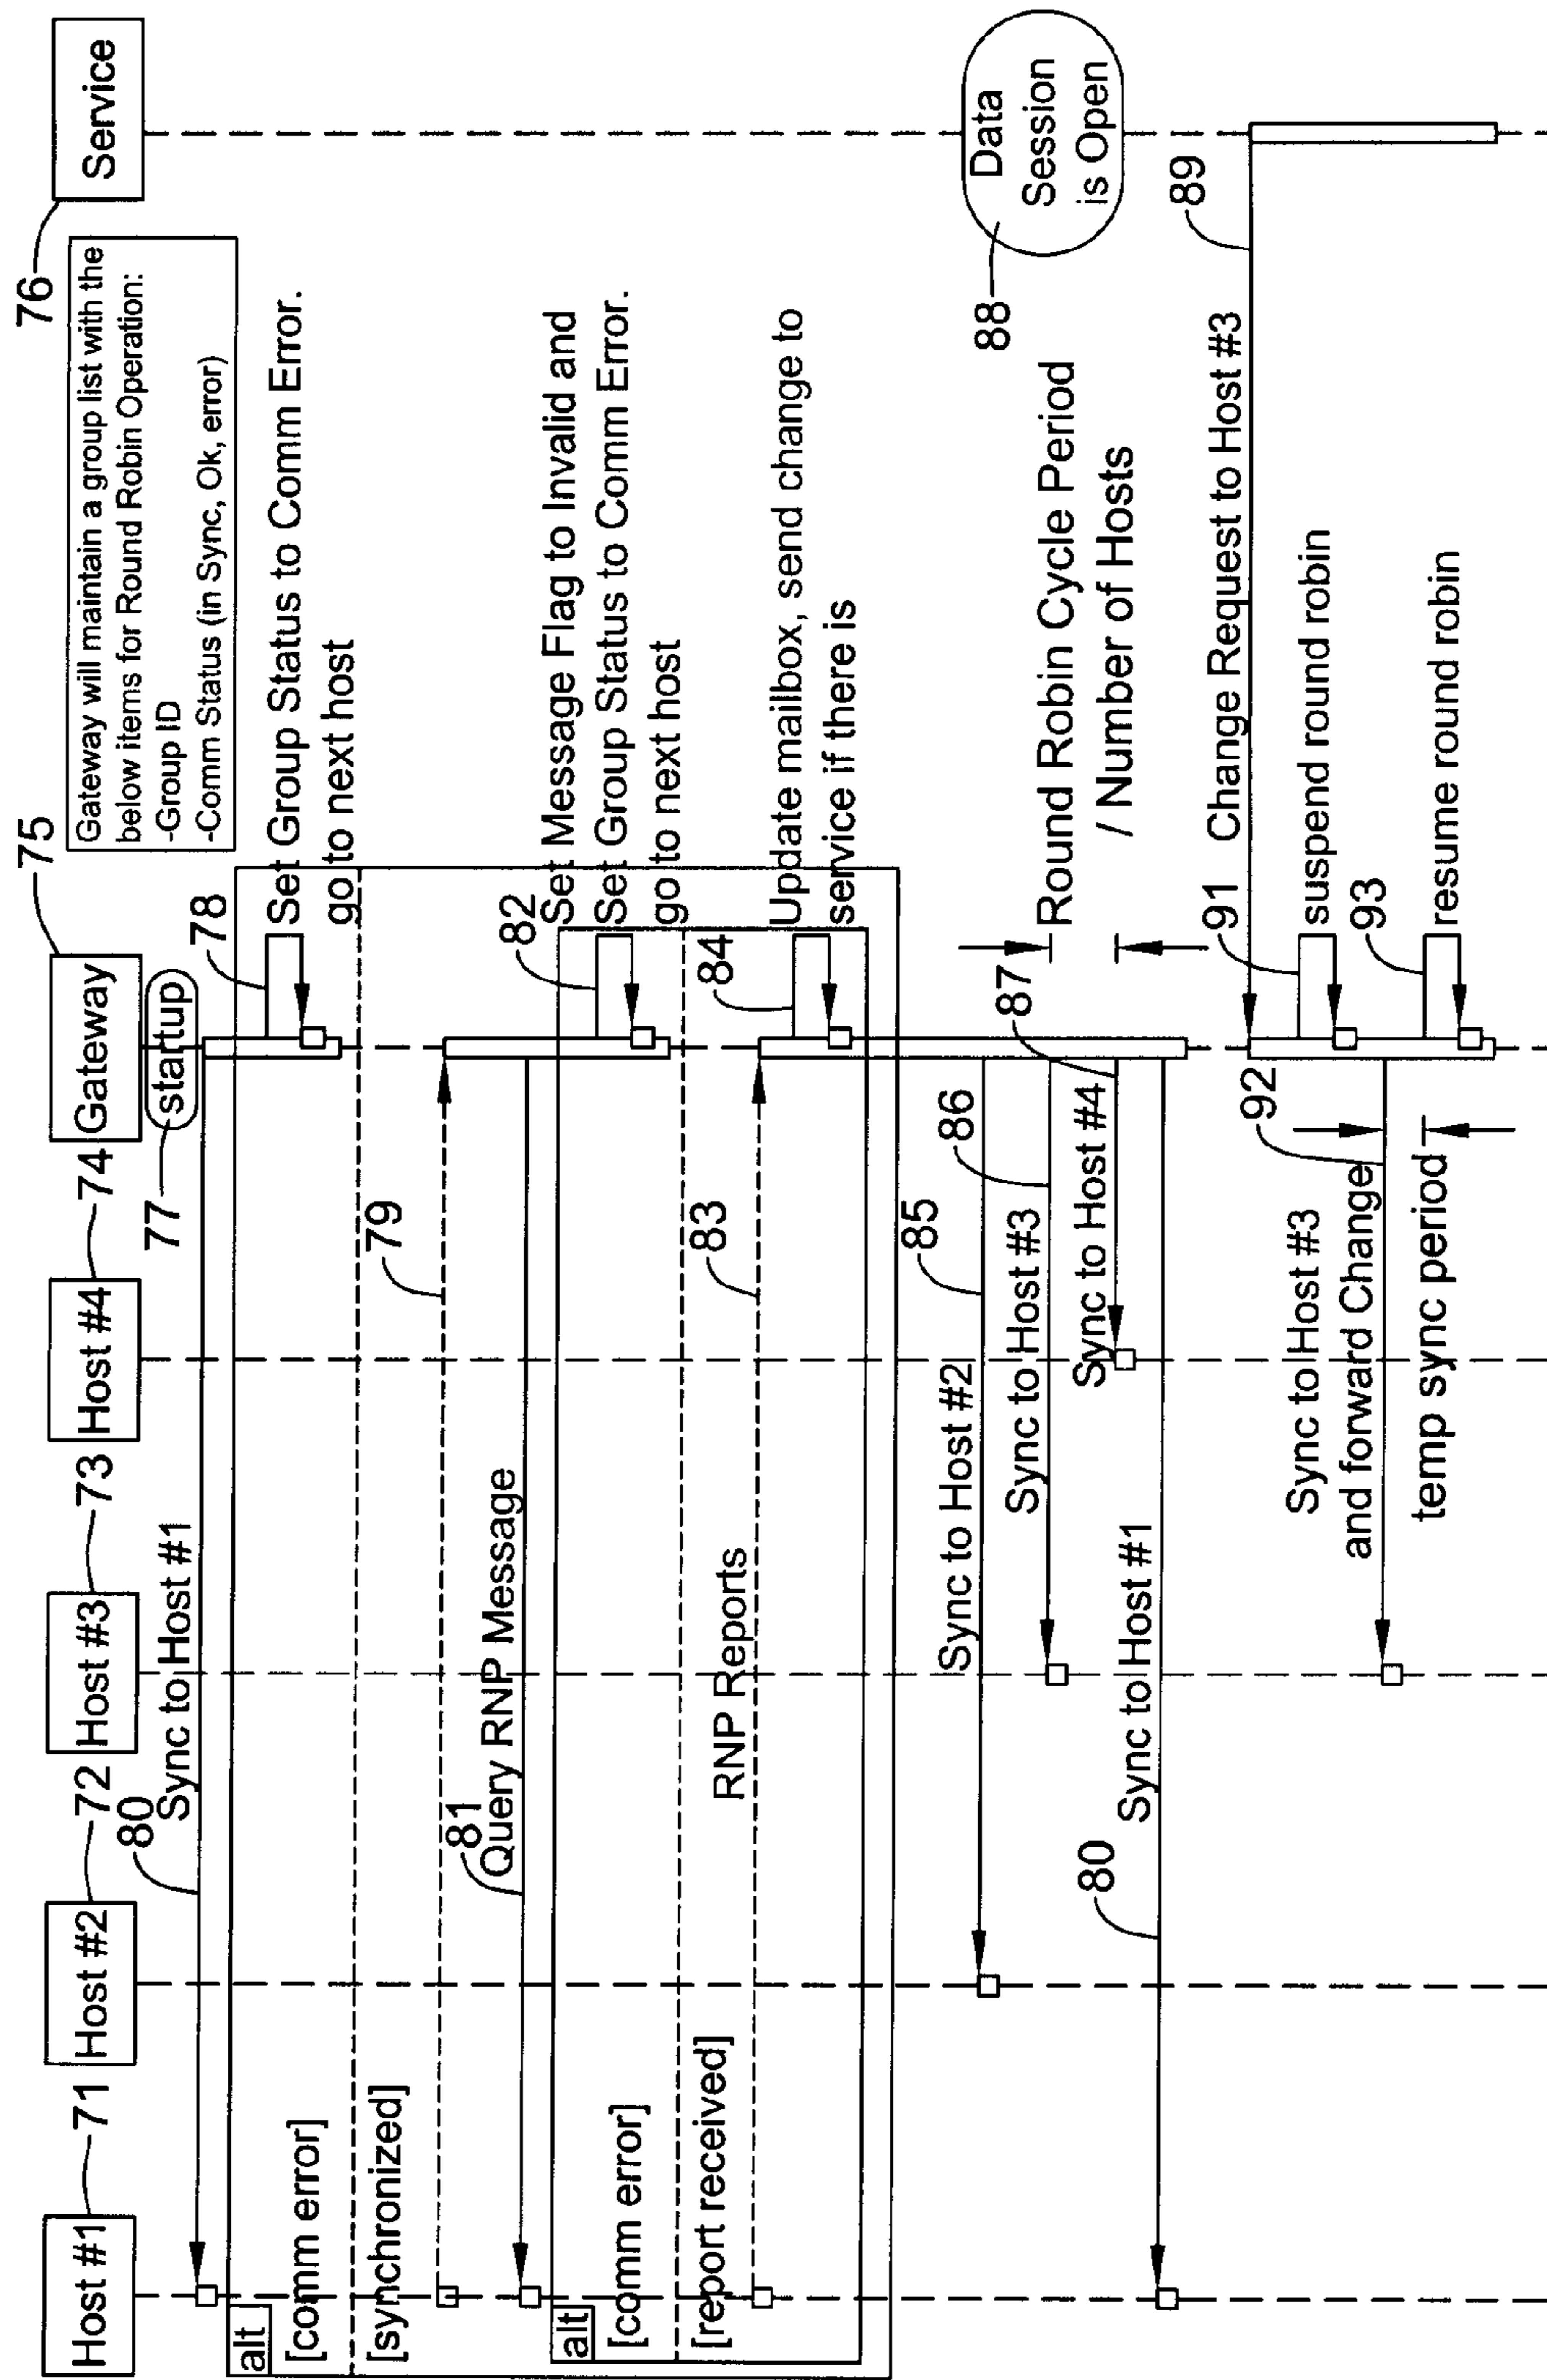 Host #1
71
Host #2
72
Host #3
73
Host #4
74
Gateway
75
Service
76
Gateway will maintain a group list with the
below items for Round Robin Operation:
-Group ID
-Comm Status (in Sync, Ok, error)
startup
77
80
Sync to Host #1
alt
[comm error]
78
Set Group Status to Comm Error.
go to next host
[synchronized]
79
81
Query RNP Message
alt
[comm error]
82
Set Message Flag to Invalid and
Set Group Status to Comm Error.
go to next host
[report received]
RNP Reports
83
84
Update mailbox, send change to
service if there is
85
Sync to Host #2
86
Sync to Host #3
87
Sync to Host #4
Round Robin Cycle Period
/ Number of Hosts
88
Data
Session
is Open
80
Sync to Host #1
89
Change Request to Host #3
91
suspend round robin
92
Sync to Host #3
and forward Change
temp sync period
93
resume round robin